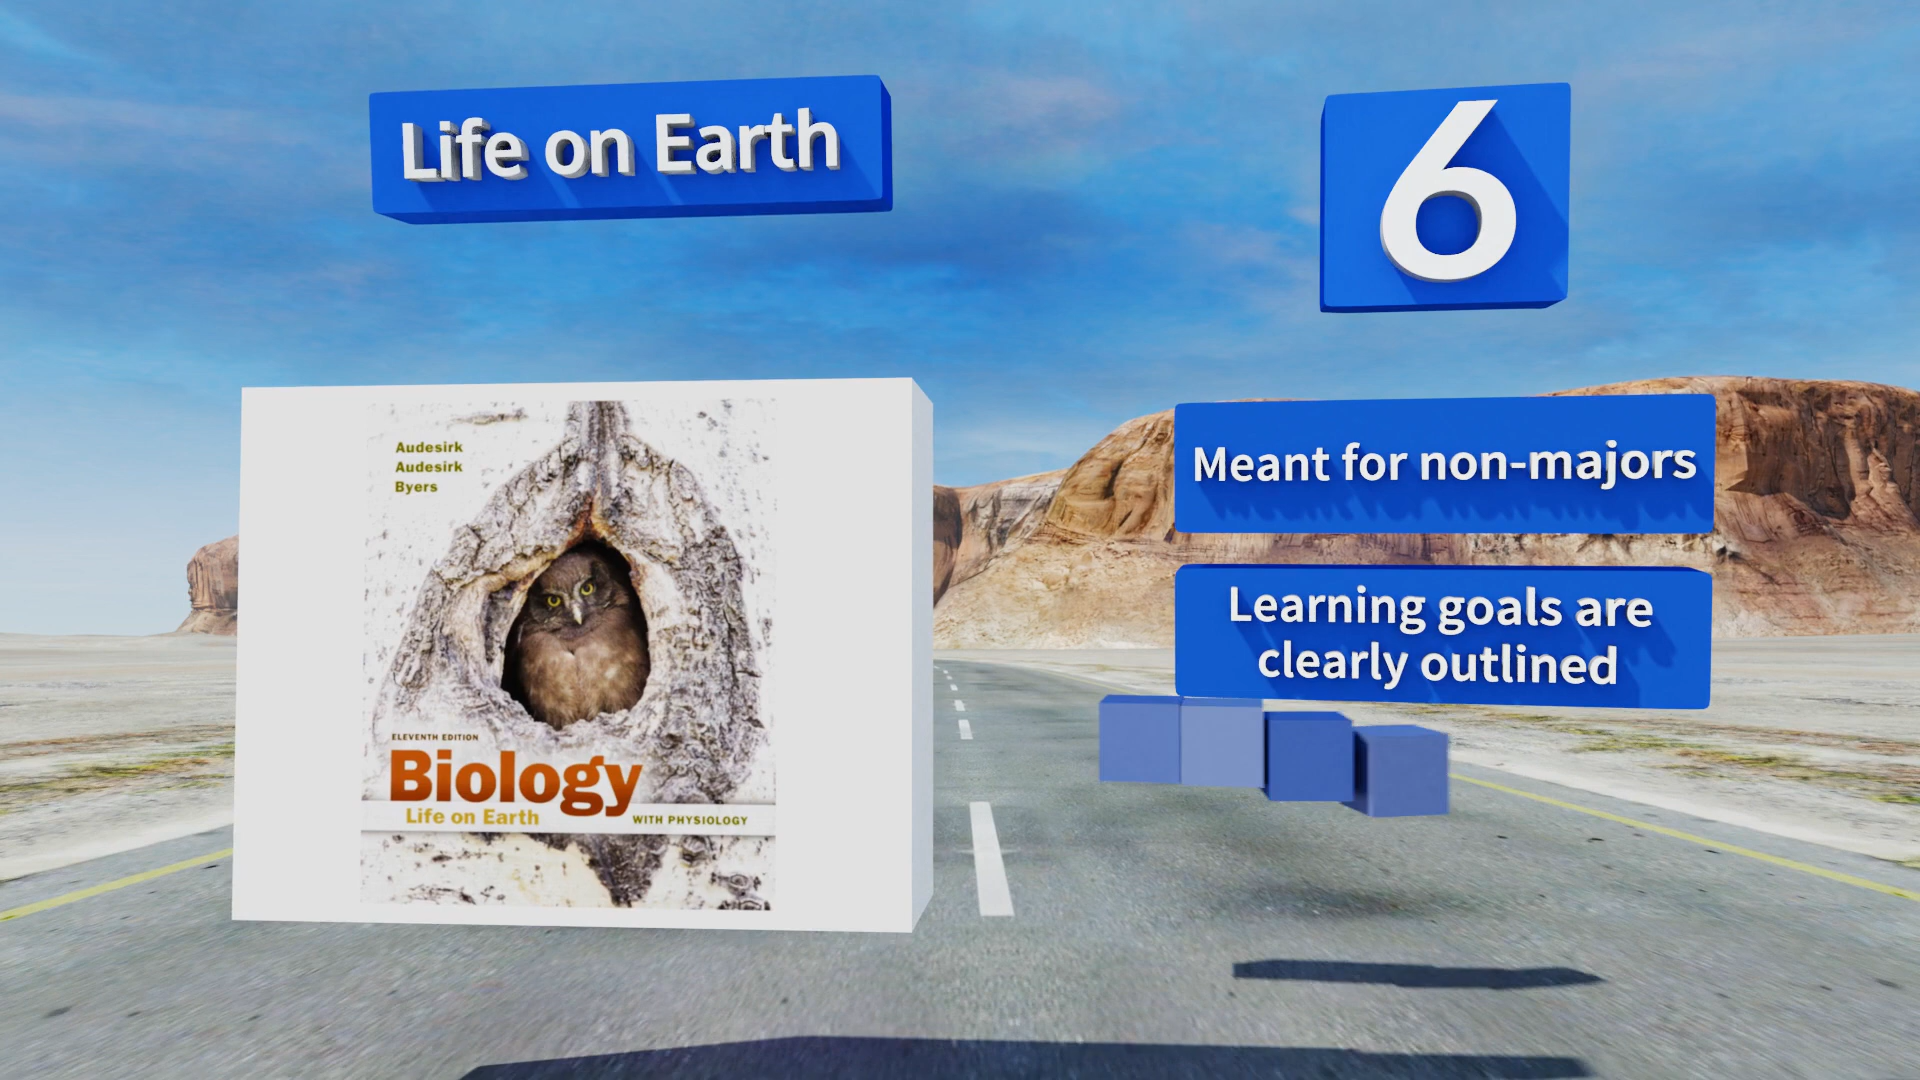 Life on Earth
6
Audesirk
Audesirk
Byers
ELEVENTH EDITION
Biology
Life on Earth
WITH PHYSIOLOGY
Meant for non-majors
Learning goals are
clearly outlined